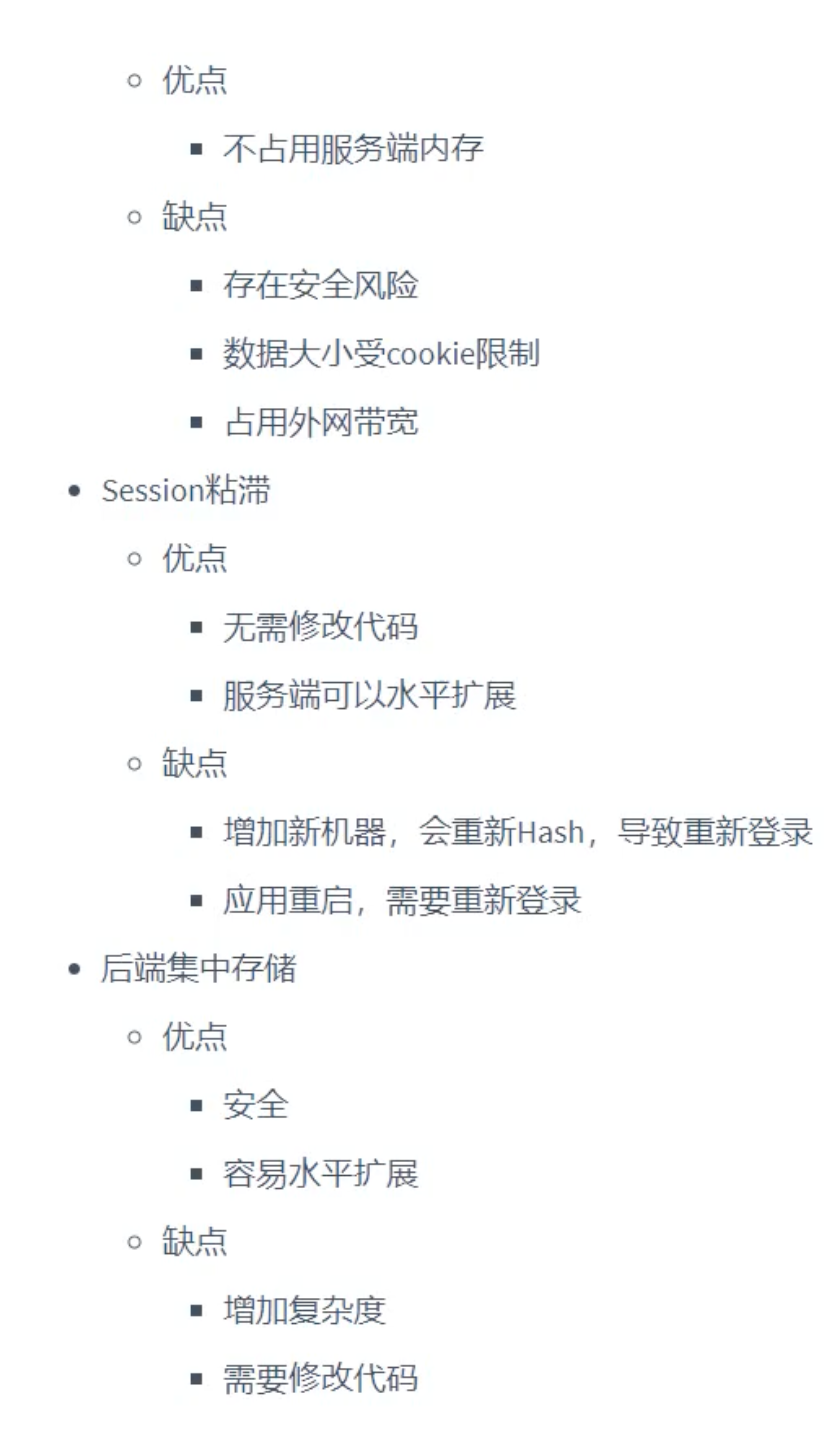 优点
不占用服务端内存
缺点
存在安全风险
数据大小受cookie限制
占用外网带宽
Session粘滞
优点
无需修改代码
服务端可以水平扩展
缺点
增加新机器，会重新Hash，导致重新登录
应用重启，需要重新登录
后端集中存储
优点
安全
容易水平扩展
缺点
增加复杂度
需要修改代码